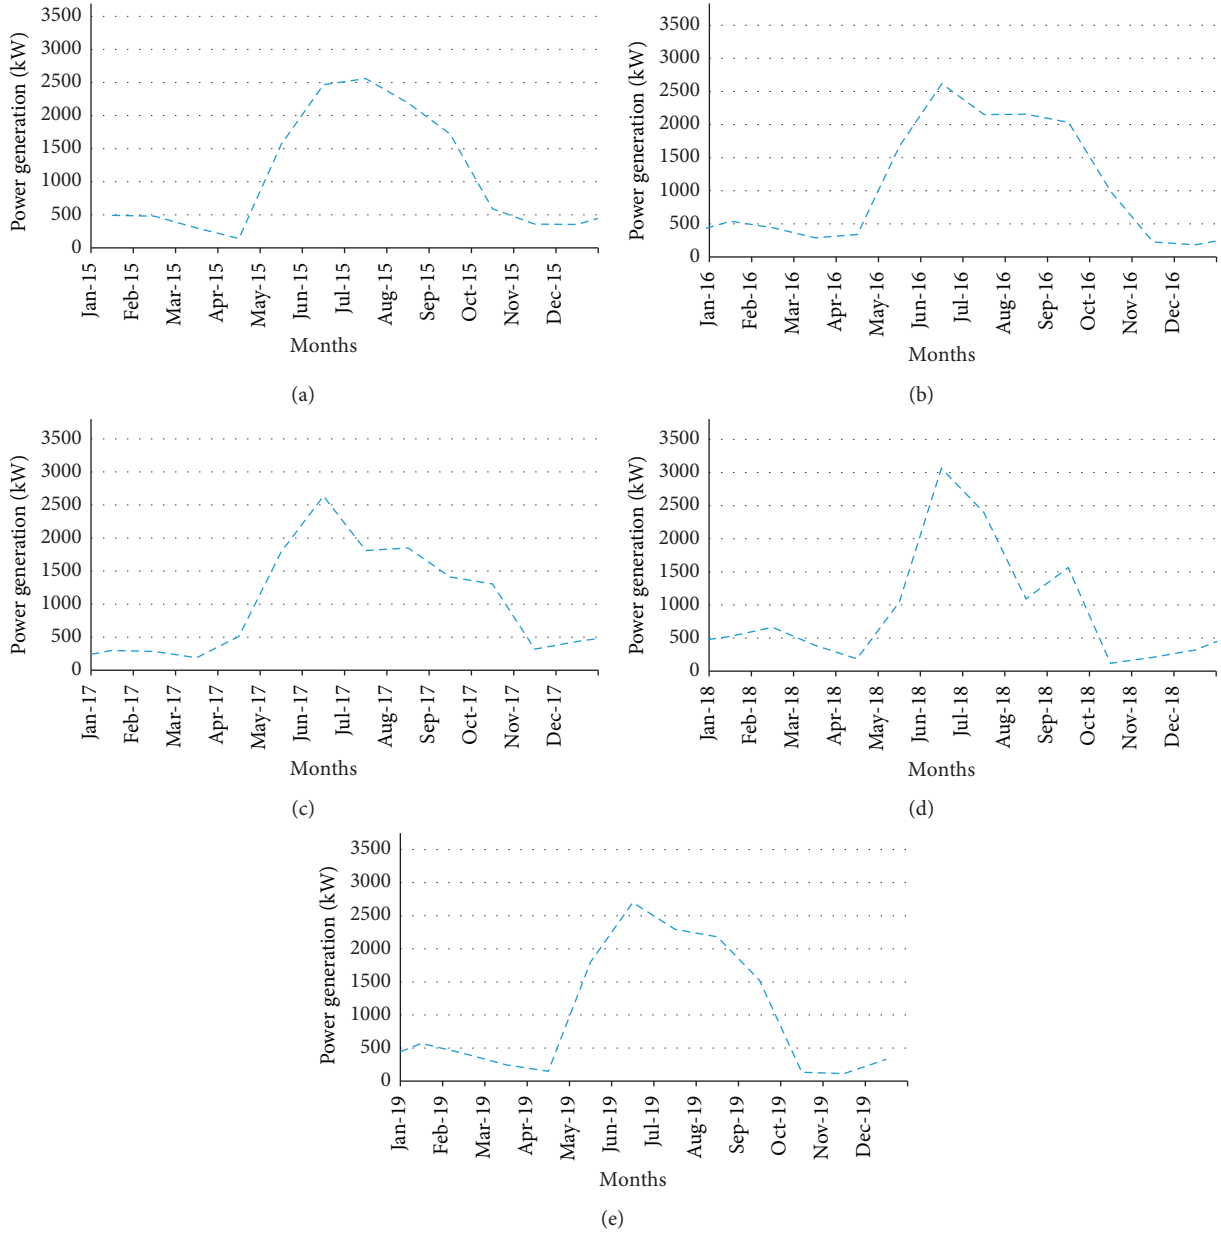 Power generation (kW)
3500
3000
2500
2000
1500
1000
500
0
Jan-15
Feb-15
Mar-15
Apr-15
May-15
Jun-15
Jul-15
Aug-15
Sep-15
Oct-15
Nov-15
Dec-15
Months
(a)
Power generation (kW)
3500
3000
2500
2000
1500
1000
500
0
Jan-16
Feb-16
Mar-16
Apr-16
May-16
Jun-16
Jul-16
Aug-16
Sep-16
Oct-16
Nov-16
Dec-16
Months
(b)
Power generation (kW)
3500
3000
2500
2000
1500
1000
500
0
Jan-17
Feb-17
Mar-17
Apr-17
May-17
Jun-17
Jul-17
Aug-17
Sep-17
Oct-17
Nov-17
Dec-17
Months
(c)
Power generation (kW)
3500
3000
2500
2000
1500
1000
500
0
Jan-18
Feb-18
Mar-18
Apr-18
May-18
Jun-18
Jul-18
Aug-18
Sep-18
Oct-18
Nov-18
Dec-18
Months
(d)
Power generation (kW)
3500
3000
2500
2000
1500
1000
500
0
Jan-19
Feb-19
Mar-19
Apr-19
May-19
Jun-19
Jul-19
Aug-19
Sep-19
Oct-19
Nov-19
Dec-19
Months
(e)